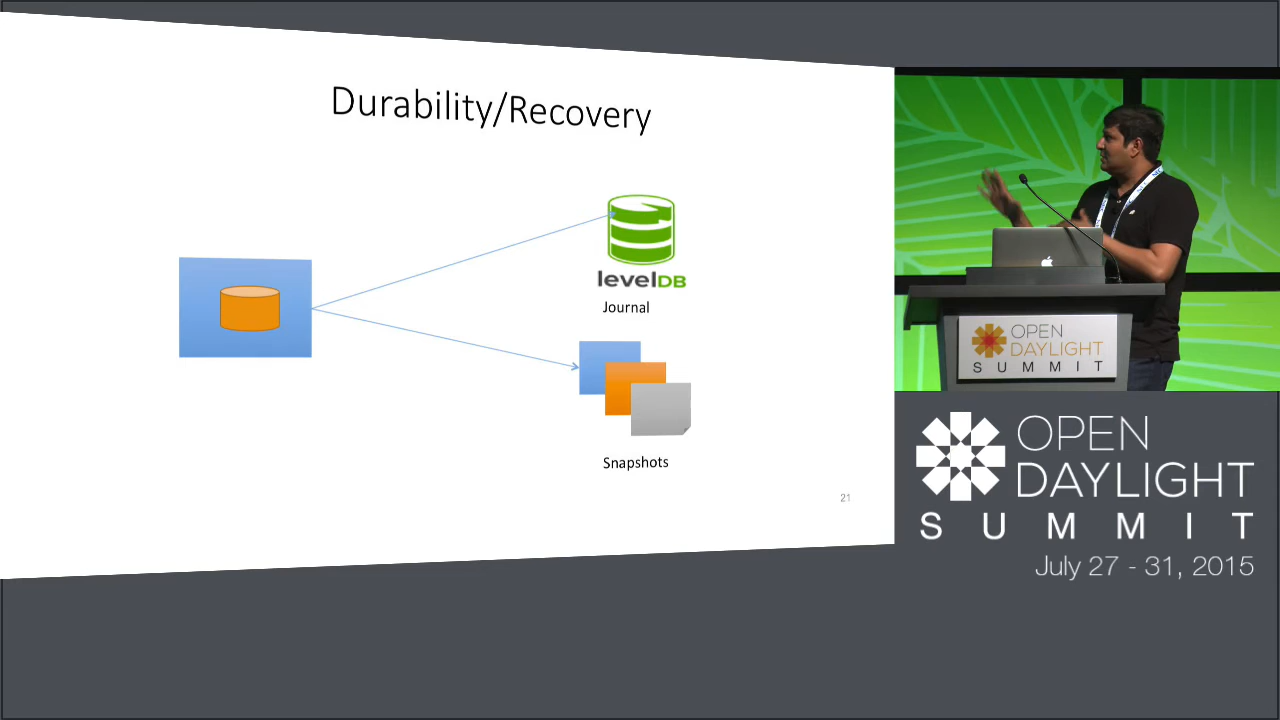 Durability/Recovery
levelDB
Journal
Snapshots
21
OPEN
DAYLIGHT
SUMMIT
OPEN
DAYLIGHT
SUMMIT
July 27 - 31, 2015